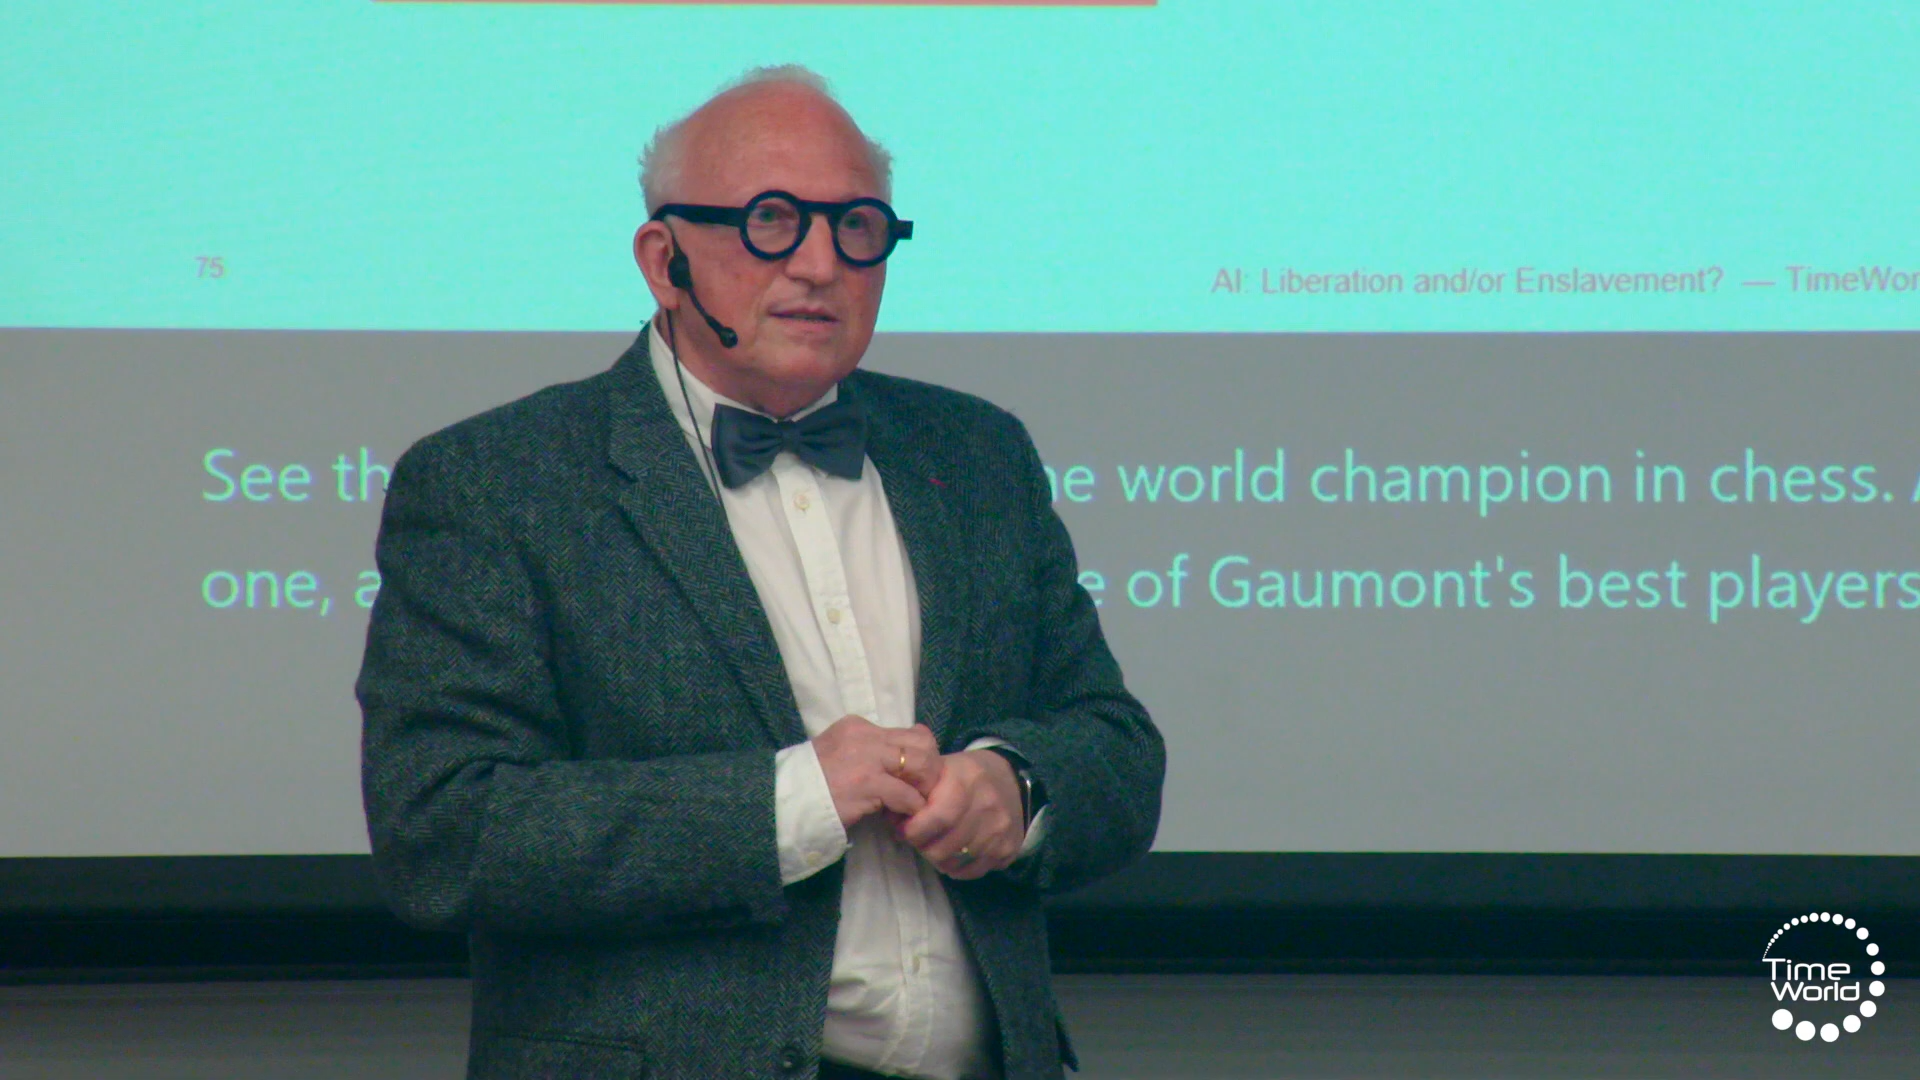 75
AI: Liberation and/or Enslavement? — TimeWor
See th he world champion in chess.
one, a e of Gaumont's best players
Time
World